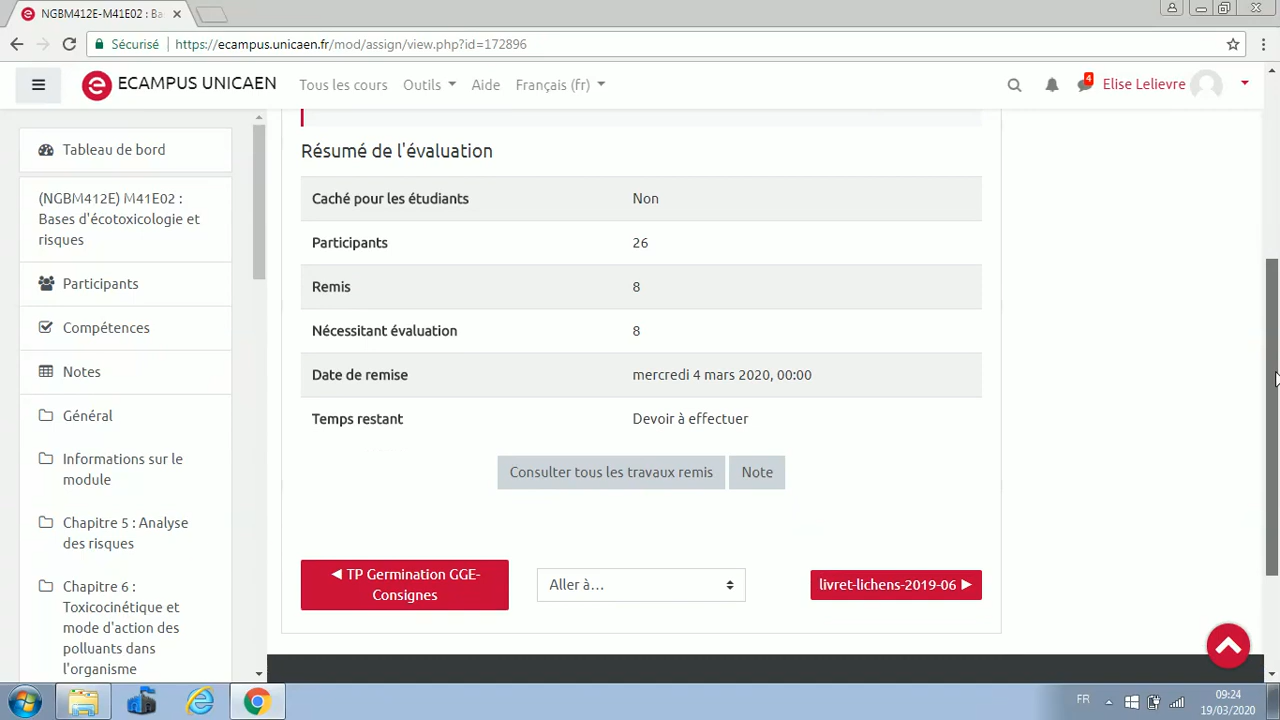 NGBM412E-M41E02 : Bas
Sécurisé
https://ecampus.unicaen.fr/mod/assign/view.php?id=172896
ECAMPUS UNICAEN
Tous les cours
Outils
Aide
Français (fr)
4
Elise Lelievre
Tableau de bord
(NGBM412E) M41E02 :
Bases d'écotoxicologie et
risques
Participants
Compétences
Notes
Général
Informations sur le
module
Chapitre 5 : Analyse
des risques
Chapitre 6 :
Toxicocinétique et
mode d'action des
polluants dans
l'organisme
Résumé de l'évaluation
Caché pour les étudiants Non
Participants 26
Remis 8
Nécessitant évaluation 8
Date de remise mercredi 4 mars 2020, 00:00
Temps restant Devoir à effectuer
Consulter tous les travaux remis
Note
◀ TP Germination GGE-
Consignes
Aller à…
livret-lichens-2019-06 ▶
FR
09:24
19/03/2020